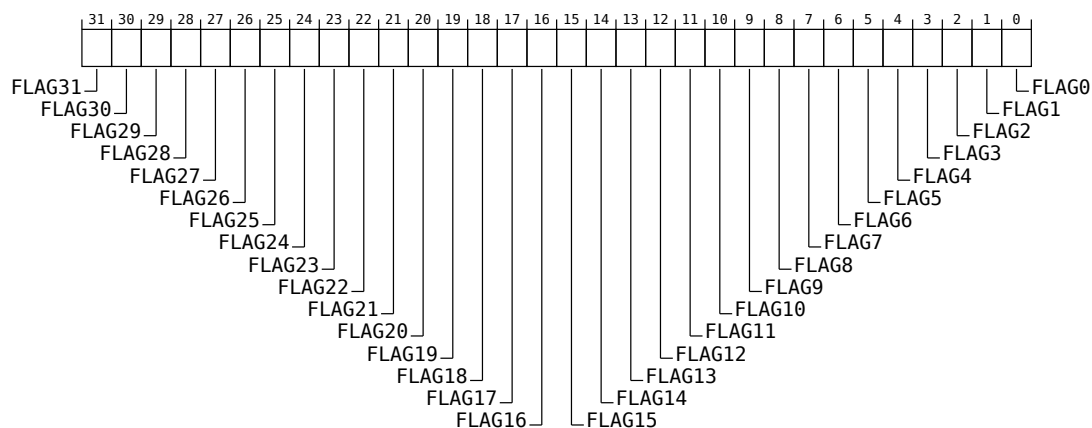 31 30 29 28 27 26 25 24 23 22 21 20 19 18 17 16 15 14 13 12 11 10 9 8 7 6 5 4 3 2 1 0
FLAG31 FLAG0
FLAG30 FLAG1
FLAG29 FLAG2
FLAG28 FLAG3
FLAG27 FLAG4
FLAG26 FLAG5
FLAG25 FLAG6
FLAG24 FLAG7
FLAG23 FLAG8
FLAG22 FLAG9
FLAG21 FLAG10
FLAG20 FLAG11
FLAG19 FLAG12
FLAG18 FLAG13
FLAG17 FLAG14
FLAG16 FLAG15